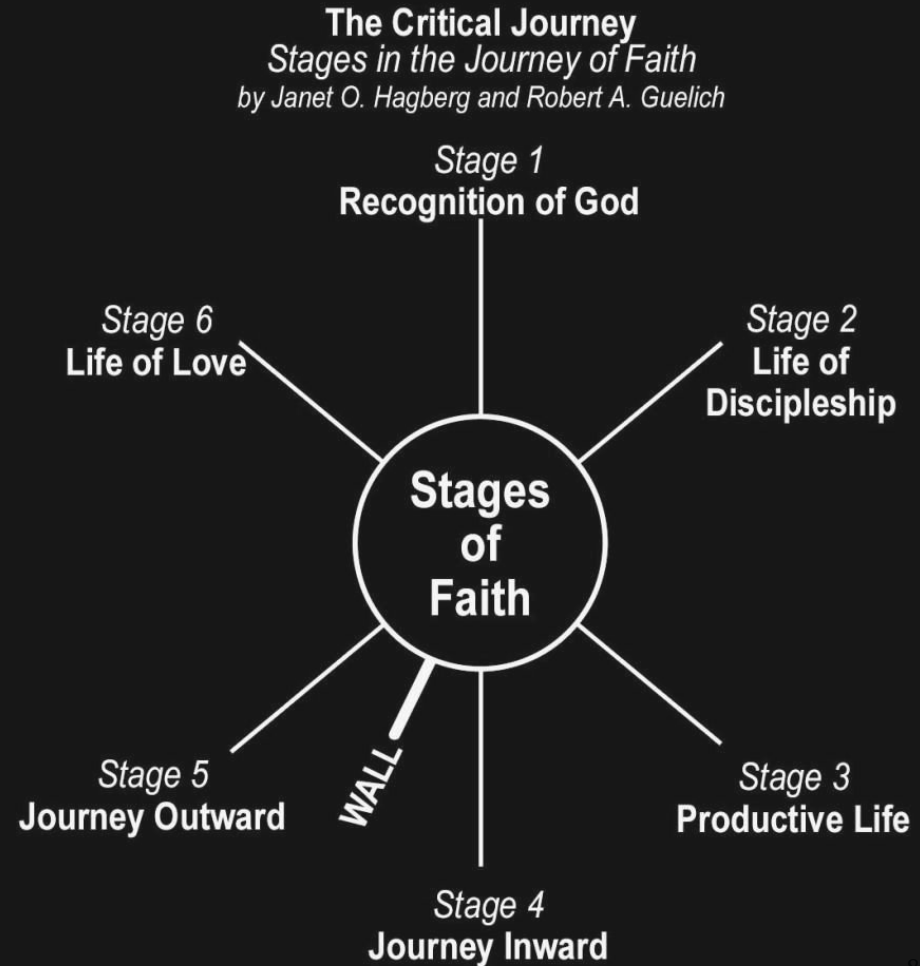 The Critical Journey
Stages in the Journey of Faith
by Janet O. Hagberg and Robert A. Guelich
Stage 1
Recognition of God
Stage 2
Life of
Discipleship
Stage 3
Productive Life
Stage 4
Journey Inward
WALL
Stage 5
Journey Outward
Stage 6
Life of Love
Stages
of
Faith